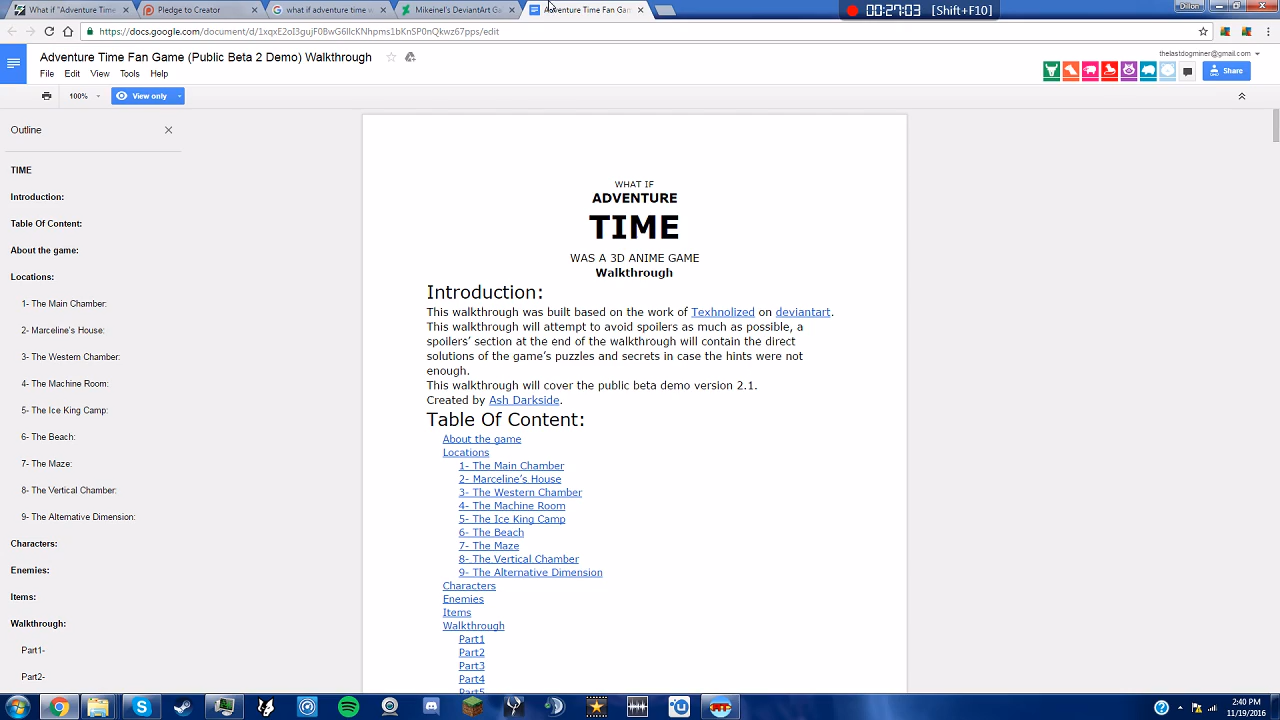 What if "Adventure Tim
Pledge to Creator
what if adventure time w
Mikeinel's DeviantArt Ga
Adventure Time Fan Gam
00:27:03 [Shift+F10]
Dillon
https://docs.google.com/document/d/1xqxE2oI3gujF0BwG6IlcKNhpms1bKnSP0nQkwz67pps/edit
Adventure Time Fan Game (Public Beta 2 Demo) Walkthrough
thelastdogminer@gmail.com
File Edit View Tools Help
Share
100% View only
Outline
TIME
Introduction:
Table Of Content:
About the game:
Locations:
1- The Main Chamber:
2- Marceline's House:
3- The Western Chamber:
4- The Machine Room:
5- The Ice King Camp:
6- The Beach:
7- The Maze:
8- The Vertical Chamber:
9- The Alternative Dimension:
Characters:
Enemies:
Items:
Walkthrough:
Part1-
Part2-
WHAT IF
ADVENTURE
TIME
WAS A 3D ANIME GAME
Walkthrough
Introduction:
This walkthrough was built based on the work of Texhnolized on deviantart.
This walkthrough will attempt to avoid spoilers as much as possible, a
spoilers' section at the end of the walkthrough will contain the direct
solutions of the game's puzzles and secrets in case the hints were not
enough.
This walkthrough will cover the public beta demo version 2.1.
Created by Ash Darkside.
Table Of Content:
About the game
Locations
1- The Main Chamber
2- Marceline's House
3- The Western Chamber
4- The Machine Room
5- The Ice King Camp
6- The Beach
7- The Maze
8- The Vertical Chamber
9- The Alternative Dimension
Characters
Enemies
Items
Walkthrough
Part1
Part2
Part3
Part4
Part5
2:40 PM
11/19/2016